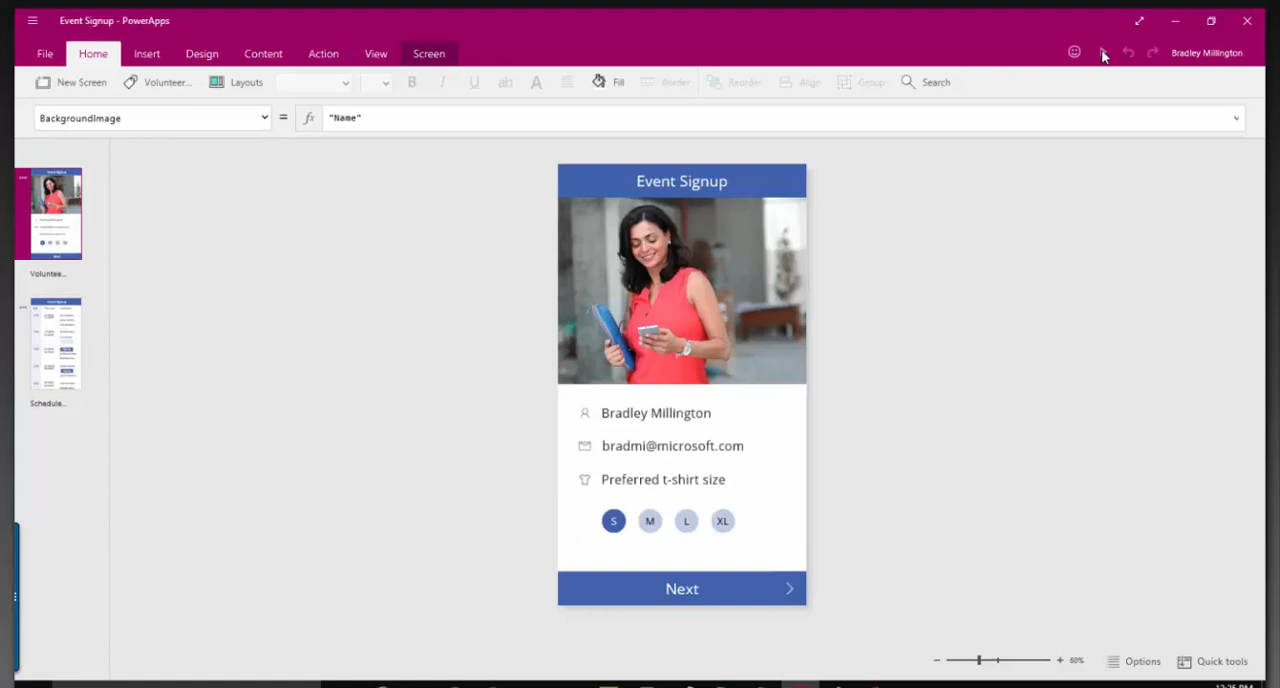 Event Signup - PowerApps
File Home Insert Design Content Action View Screen Bradley Millington
New Screen Volunteer... Layouts B I U ab A Fill Border Reorder Align Group Search
BackgroundImage = fx "Name"
Voluntee...
Schedule...
Event Signup
Bradley Millington
bradmi@microsoft.com
Preferred t-shirt size
S M L XL
Next
60% Options Quick tools